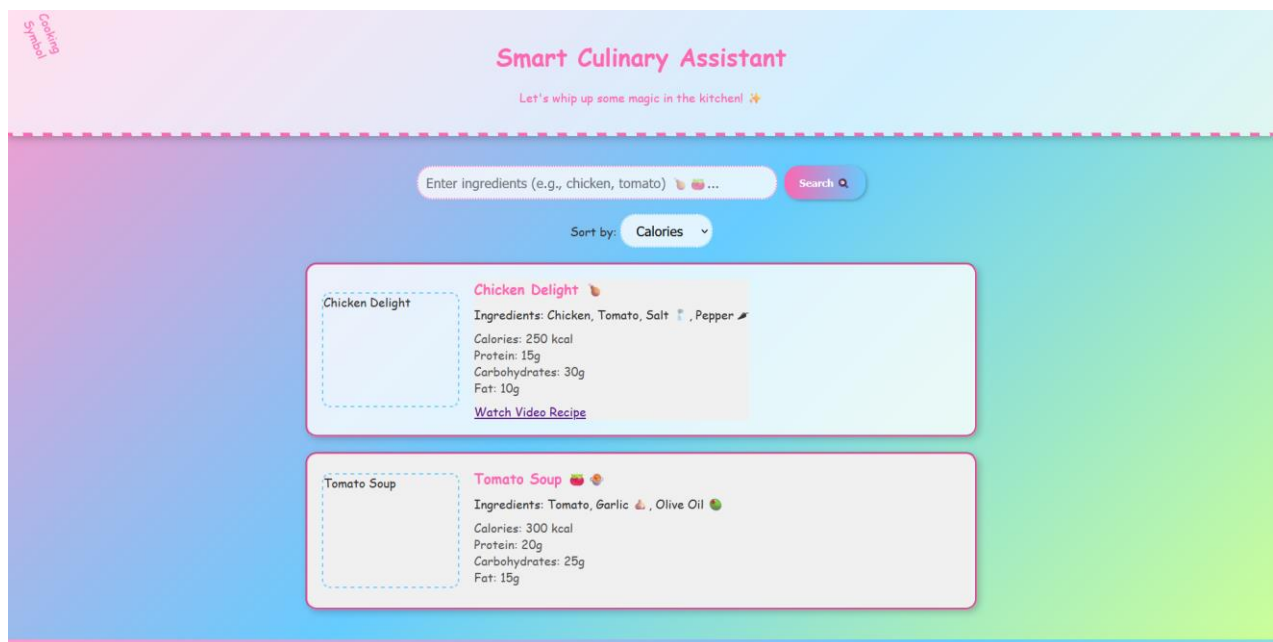 Cooking
Symbol
Smart Culinary Assistant
Let's whip up some magic in the kitchen! ✨
Enter ingredients (e.g., chicken, tomato) 🍗 🍅...
Search 🔍
Sort by: Calories
Chicken Delight
Chicken Delight 🍗
Ingredients: Chicken, Tomato, Salt 🧂, Pepper 🌶
Calories: 250 kcal
Protein: 15g
Carbohydrates: 30g
Fat: 10g
Watch Video Recipe
Tomato Soup
Tomato Soup 🍅 🍲
Ingredients: Tomato, Garlic 🧄, Olive Oil 🫒
Calories: 300 kcal
Protein: 20g
Carbohydrates: 25g
Fat: 15g